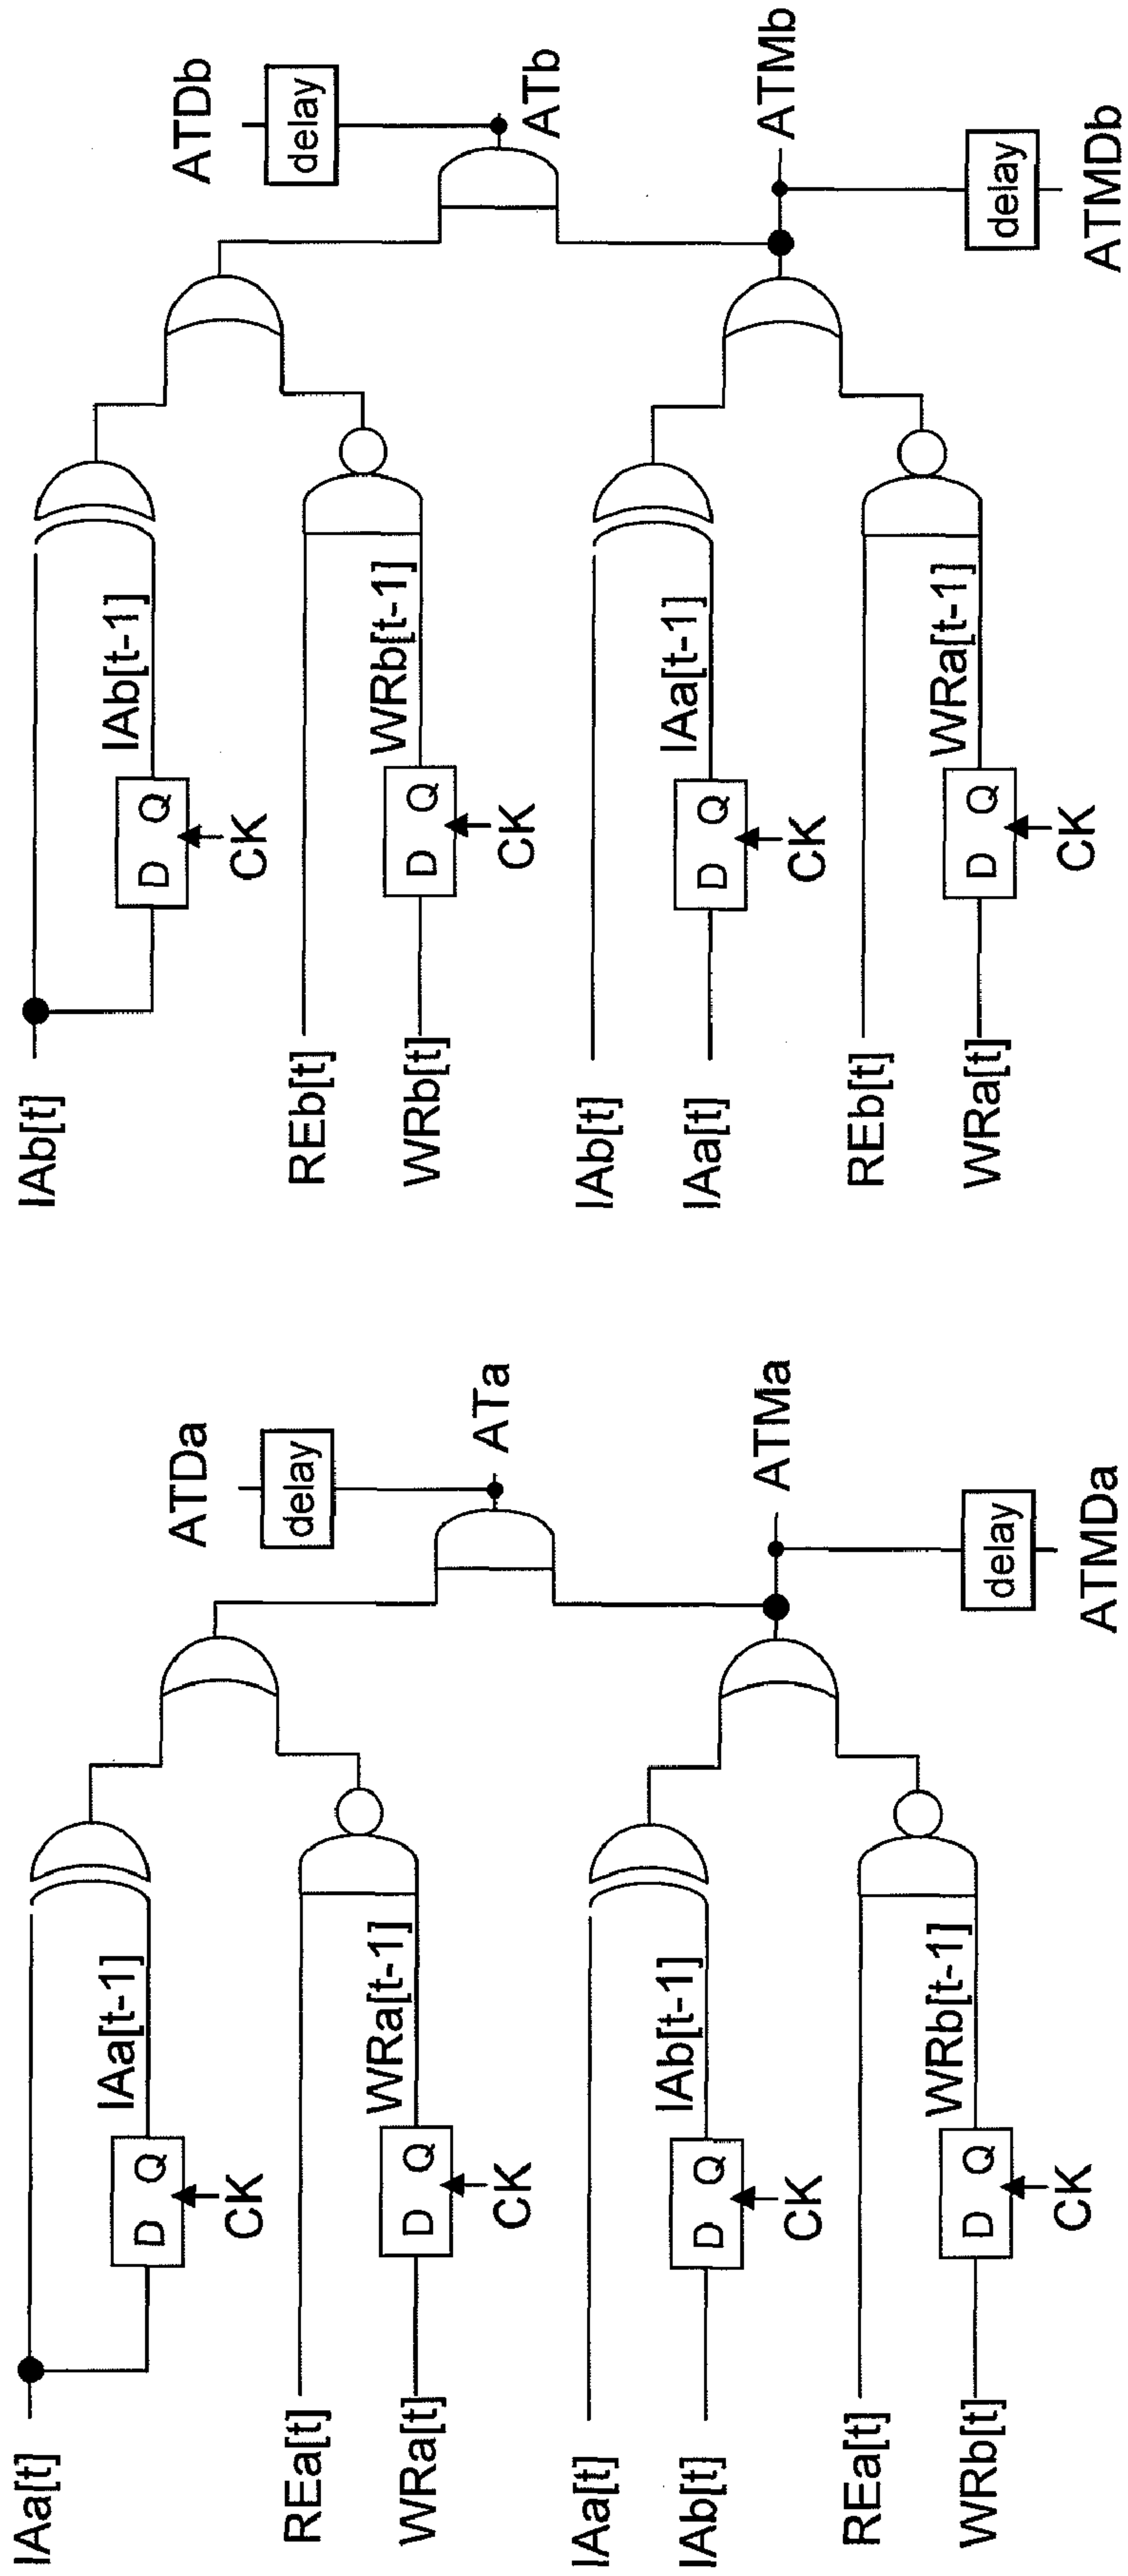 IAa[t]
IAa[t-1]
D Q
CK
REa[t]
WRa[t]
WRa[t-1]
D Q
CK
ATDa
delay
ATa
IAa[t]
IAb[t]
IAb[t-1]
D Q
CK
REa[t]
WRb[t]
WRb[t-1]
D Q
CK
ATMa
delay
ATMDa
IAb[t]
IAb[t-1]
D Q
CK
REb[t]
WRb[t]
WRb[t-1]
D Q
CK
ATDb
delay
ATb
IAb[t]
IAa[t]
IAa[t-1]
D Q
CK
REb[t]
WRa[t]
WRa[t-1]
D Q
CK
ATMb
delay
ATMDb